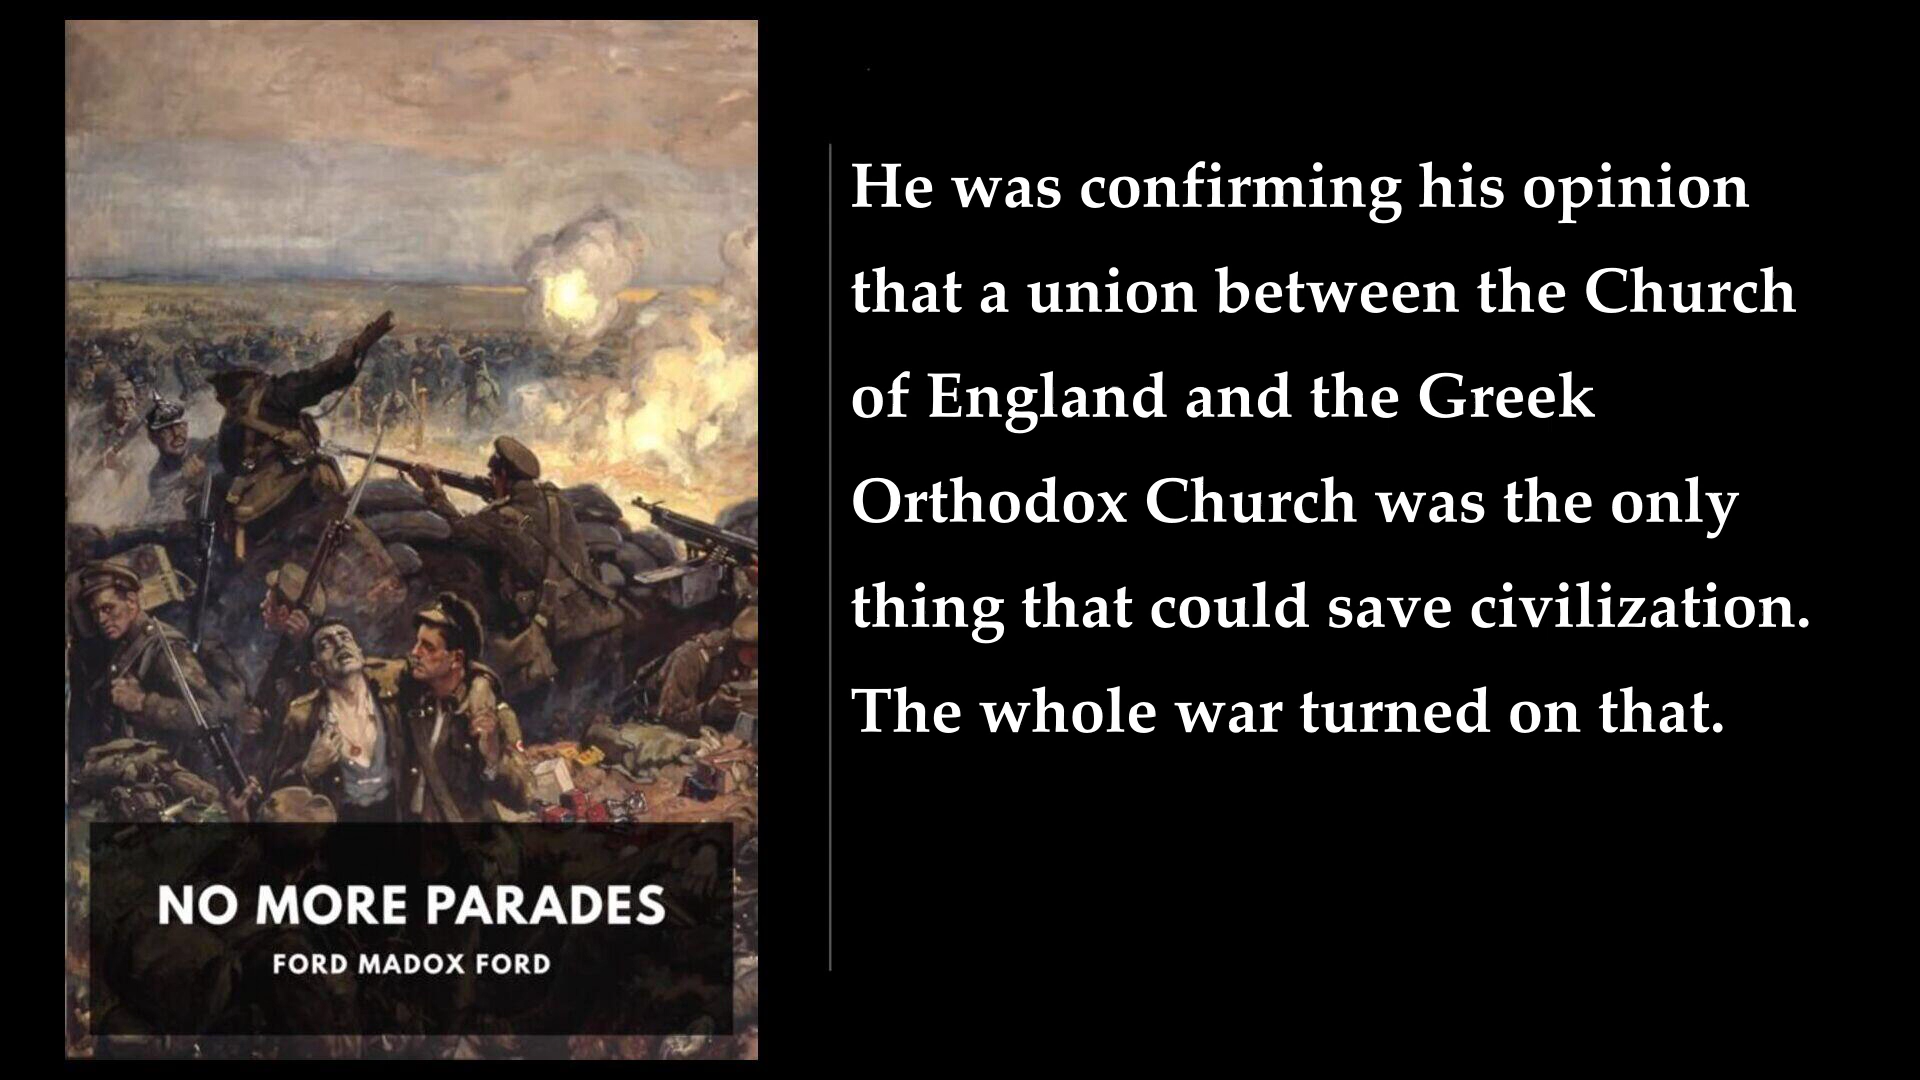 He was confirming his opinion
that a union between the Church
of England and the Greek
Orthodox Church was the only
thing that could save civilization.
The whole war turned on that.
NO MORE PARADES
FORD MADOX FORD